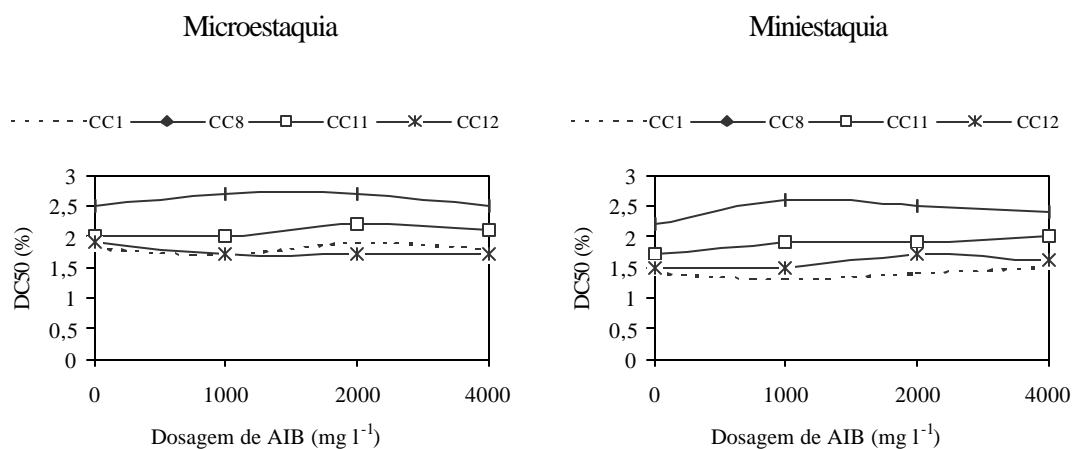 Microestaquia
CC1 CC8 CC11 CC12
3
2,5
2
1,5
1
0,5
0
DC50 (%)
0 1000 2000 4000
Dosagem de AIB (mg l⁻¹)
Miniestaquia
CC1 CC8 CC11 CC12
3
2,5
2
1,5
1
0,5
0
DC50 (%)
0 1000 2000 4000
Dosagem de AIB (mg l⁻¹)